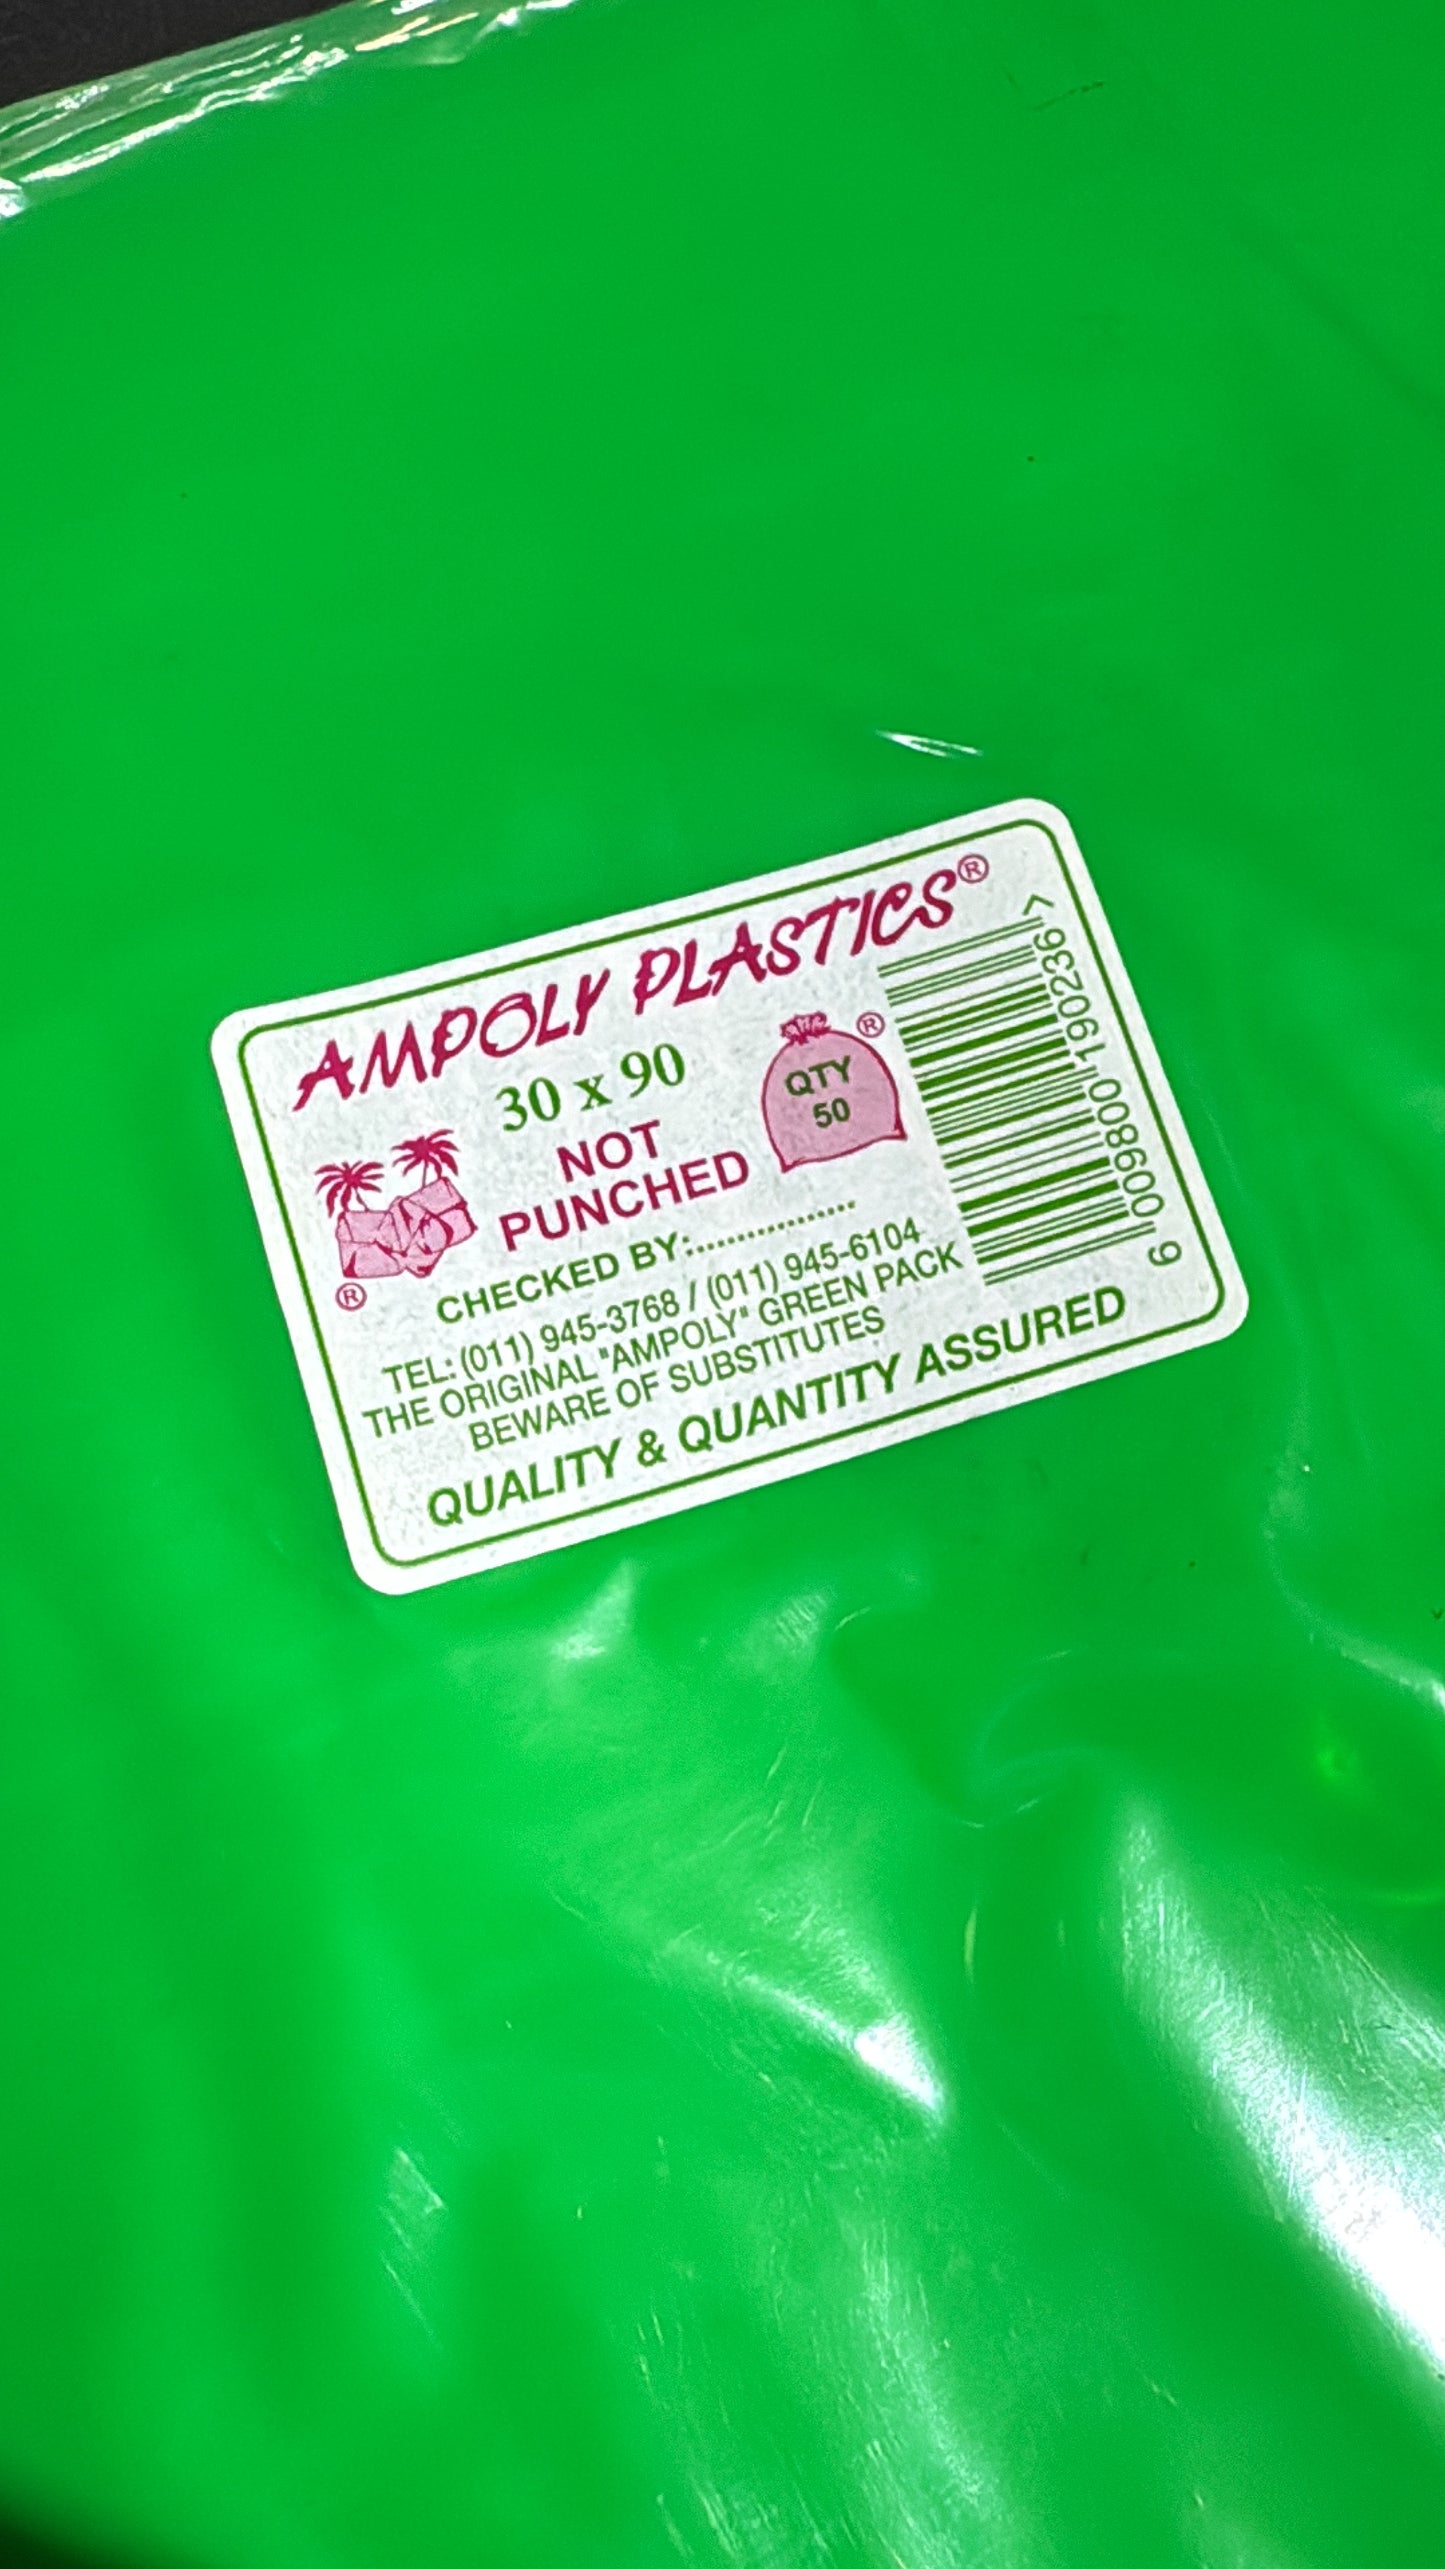 AMPOLY PLASTICS®
30 x 90
NOT
PUNCHED
®
QTY
50
®
CHECKED BY:..................
TEL: (011) 945-3768 / (011) 945-6104
THE ORIGINAL "AMPOLY" GREEN PACK
BEWARE OF SUBSTITUTES
QUALITY & QUANTITY ASSURED
6 009800 190236 >